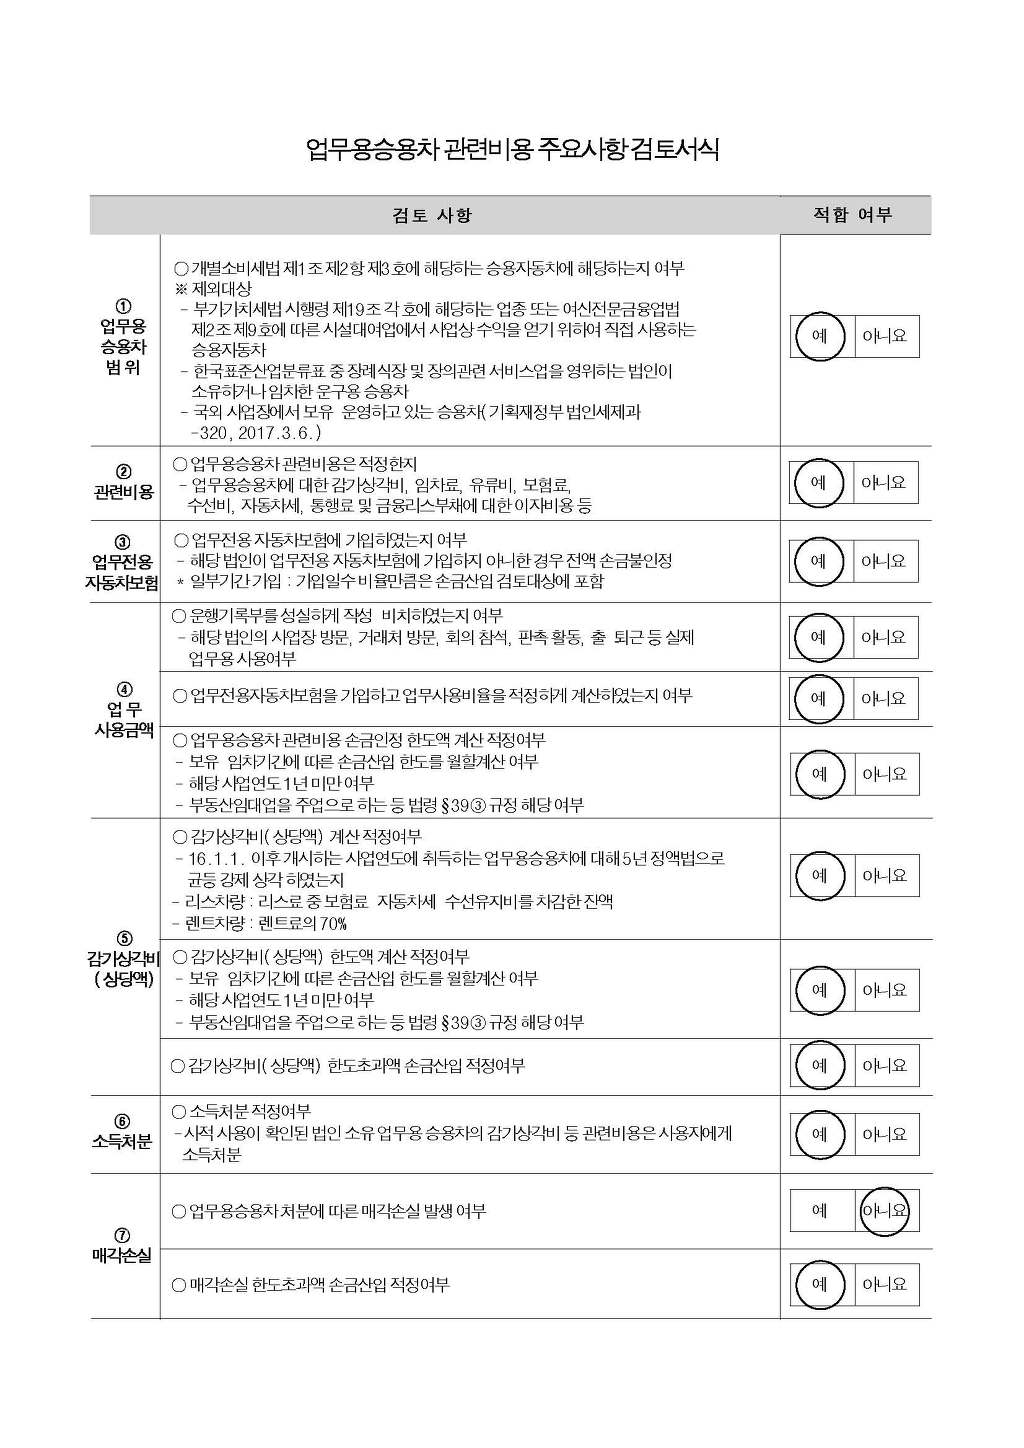 업무용승용차 관련비용 주요사항 검토서식
검토 사항
적합 여부
①
업무용
승용차
범 위
○ 개별소비세법 제1조 제2항 제3호에 해당하는 승용자동차에 해당하는지 여부
※ 제외대상
- 부가가치세법 시행령 제19조 각 호에 해당하는 업종 또는 여신전문금융업법
제2조 제9호에 따른 시설대여업에서 사업상 수익을 얻기 위하여 직접 사용하는
승용자동차
- 한국표준산업분류표 중 장례식장 및 장의관련 서비스업을 영위하는 법인이
소유하거나 임차한 운구용 승용차
- 국외 사업장에서 보유 운영하고 있는 승용차( 기획재정부 법인세제과
-320, 2017.3.6.)
예 아니요
②
관련비용
○ 업무용승용차 관련비용은 적정한지
- 업무용승용차에 대한 감가상각비, 임차료, 유류비, 보험료,
수선비, 자동차세, 통행료 및 금융리스부채에 대한 이자비용 등
예 아니요
③
업무전용
자동차보험
○ 업무전용 자동차보험에 가입하였는지 여부
- 해당 법인이 업무전용 자동차보험에 가입하지 아니한 경우 전액 손금불인정
* 일부기간 가입 : 가입일수 비율만큼은 손금산입 검토대상에 포함
예 아니요
④
업 무
사용금액
○ 운행기록부를 성실하게 작성 비치하였는지 여부
- 해당 법인의 사업장 방문, 거래처 방문, 회의 참석, 판촉 활동, 출 퇴근 등 실제
업무용 사용여부
예 아니요
○ 업무전용자동차보험을 가입하고 업무사용비율을 적정하게 계산하였는지 여부
예 아니요
○ 업무용승용차 관련비용 손금인정 한도액 계산 적정여부
- 보유 임차기간에 따른 손금산입 한도를 월할계산 여부
- 해당 사업연도 1년 미만 여부
- 부동산임대업을 주업으로 하는 등 법령 §39③ 규정 해당 여부
예 아니요
⑤
감가상각비
( 상당액)
○ 감가상각비( 상당액) 계산 적정여부
- 16.1.1. 이후 개시하는 사업연도에 취득하는 업무용승용차에 대해 5년 정액법으로
균등 강제 상각 하였는지
- 리스차량 : 리스료 중 보험료 자동차세 수선유지비를 차감한 잔액
- 렌트차량 : 렌트료의 70%
예 아니요
○ 감가상각비( 상당액) 한도액 계산 적정여부
- 보유 임차기간에 따른 손금산입 한도를 월할계산 여부
- 해당 사업연도 1년 미만 여부
- 부동산임대업을 주업으로 하는 등 법령 §39③ 규정 해당 여부
예 아니요
○ 감가상각비( 상당액) 한도초과액 손금산입 적정여부
예 아니요
⑥
소득처분
○ 소득처분 적정여부
- 사적 사용이 확인된 법인 소유 업무용 승용차의 감가상각비 등 관련비용은 사용자에게
소득처분
예 아니요
⑦
매각손실
○ 업무용승용차 처분에 따른 매각손실 발생 여부
예 아니요
○ 매각손실 한도초과액 손금산입 적정여부
예 아니요